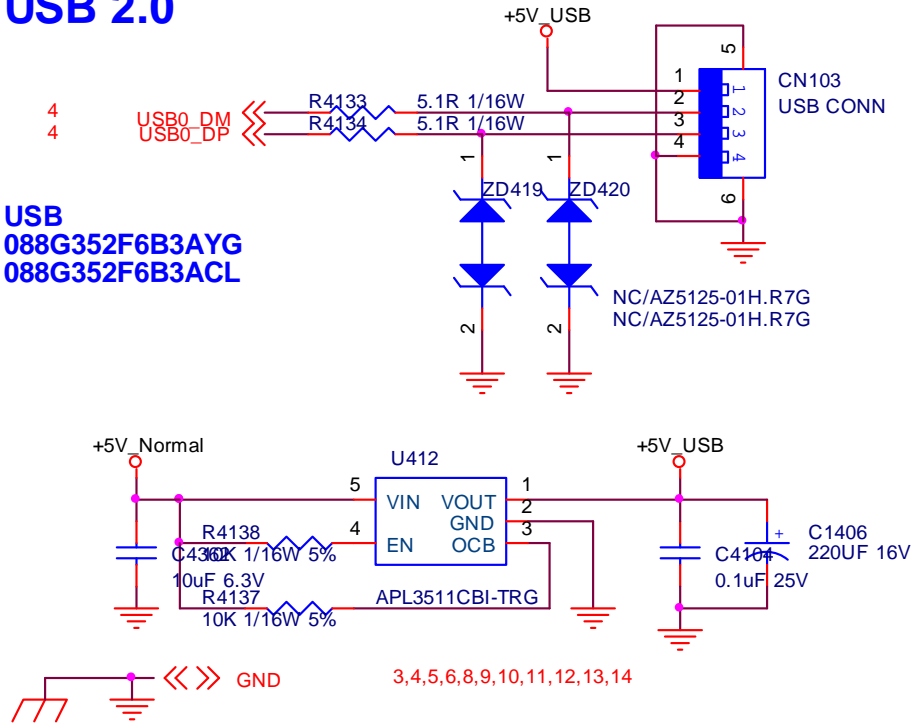 USB 2.0
+5V_USB
5
CN103
USB CONN
1
2
3
4
1
2
3
4
6
4 USB0_DM R4133 5.1R 1/16W
4 USB0_DP R4134 5.1R 1/16W
1 ZD419 1 ZD420
USB
088G352F6B3AYG
088G352F6B3ACL
2 2
NC/AZ5125-01H.R7G
NC/AZ5125-01H.R7G
+5V_Normal
U412
+5V_USB
5 VIN VOUT 1
GND 2
4 EN OCB 3
R4138
10K 1/16W 5%
C4362
10uF 6.3V
R4137
10K 1/16W 5%
APL3511CBI-TRG
C4104
0.1uF 25V
+ C1406
220UF 16V
GND
3,4,5,6,8,9,10,11,12,13,14